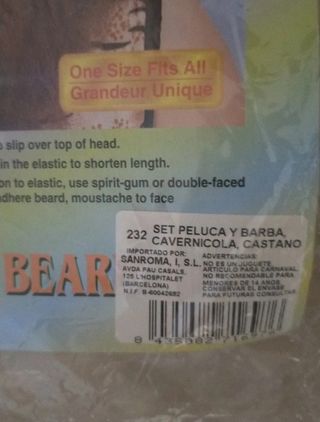 One Size Fits All
Grandeur Unique
slip over top of head.
in the elastic to shorten length.
to elastic, use spirit-gum or double-faced
adhere beard, moustache to face
BEAR
232 SET PELUCA Y BARBA,
CAVERNICOLA, CASTANO
IMPORTADO POR:
SANROMA, I, S.L.
AVDA PAU CASALS,
125 L'HOSPITALET
(BARCELONA)
N.I.F. B-60042682
ADVERTENCIAS:
NO ES UN JUGUETE,
ARTICULO PARA CARNAVAL,
NO RECOMENDABLE PARA
MENORES DE 14 ANOS,
CONSERVAR EL ENVASE
PARA FUTURAS CONSULTAS